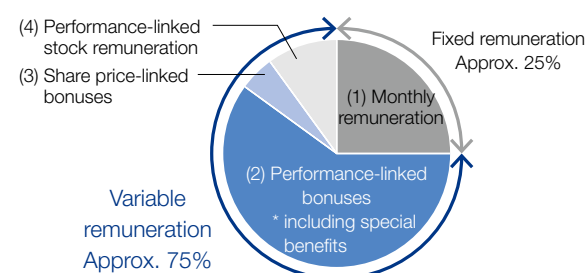 (4) Performance-linked
stock remuneration
(3) Share price-linked
bonuses
Fixed remuneration
Approx. 25%
(1) Monthly
remuneration
(2) Performance-linked
bonuses
* including special
benefits
Variable
remuneration
Approx. 75%